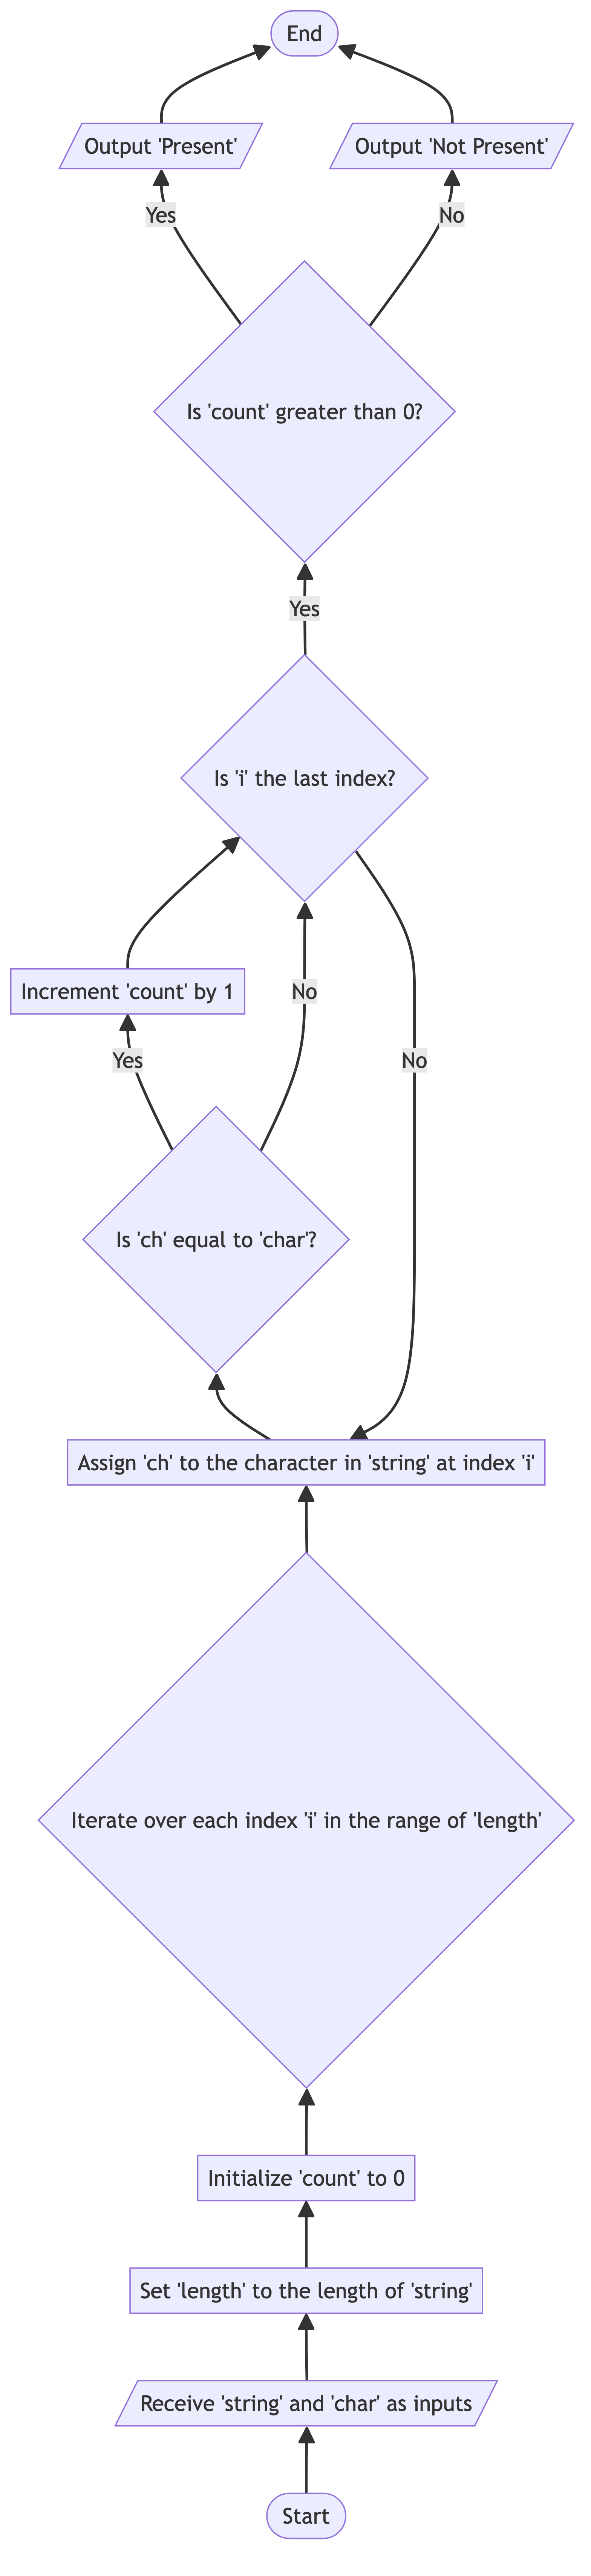 End
Output 'Present'
Output 'Not Present'
Yes
No
Is 'count' greater than 0?
Yes
Is 'i' the last index?
Increment 'count' by 1
No
Yes
No
Is 'ch' equal to 'char'?
Assign 'ch' to the character in 'string' at index 'i'
Iterate over each index 'i' in the range of 'length'
Initialize 'count' to 0
Set 'length' to the length of 'string'
Receive 'string' and 'char' as inputs
Start